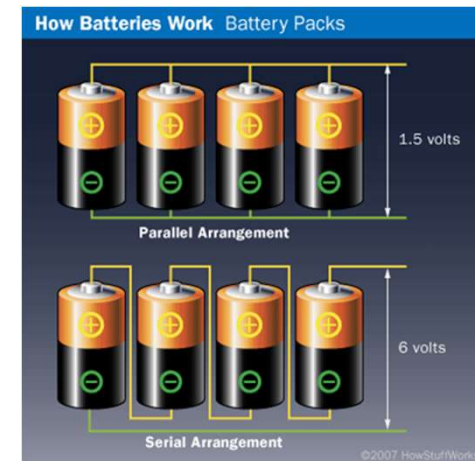 How Batteries Work Battery Packs
1.5 volts
Parallel Arrangement
6 volts
Serial Arrangement
©2007 HowStuffWorks